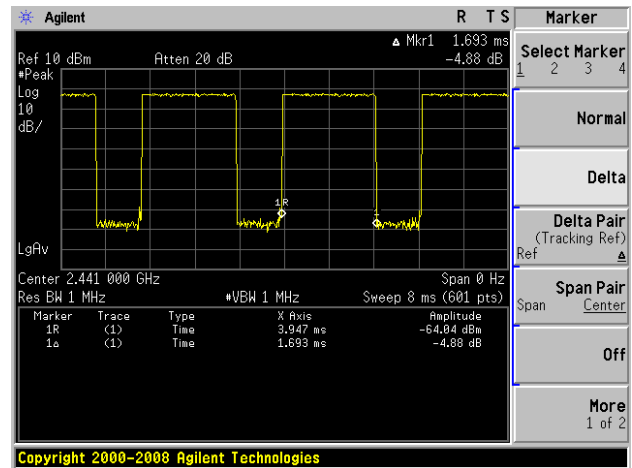 Agilent
R T S
Marker
Δ Mkr1 1.693 ms
Ref 10 dBm Atten 20 dB -4.88 dB
#Peak
Log
10
dB/
1R
1
LgAv
Center 2.441 000 GHz Span 0 Hz
Res BW 1 MHz #VBW 1 MHz Sweep 8 ms (601 pts)
Marker Trace Type X Axis Amplitude
1R (1) Time 3.947 ms -64.04 dBm
1Δ (1) Time 1.693 ms -4.88 dB
Select Marker
1 2 3 4
Normal
Delta
Delta Pair
(Tracking Ref)
Ref Δ
Span Pair
Span Center
Off
More
1 of 2
Copyright 2000-2008 Agilent Technologies